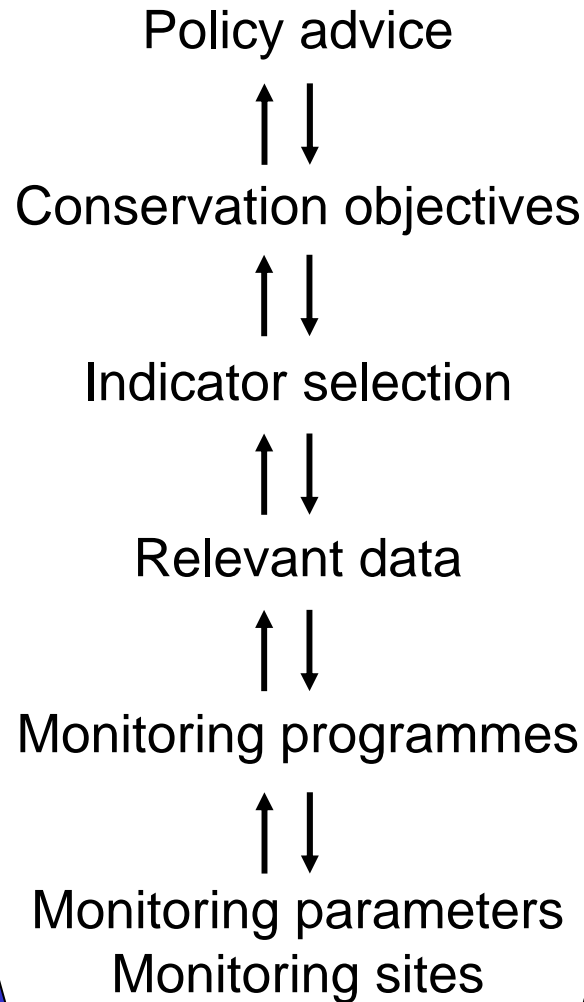 Policy advice
Conservation objectives
Indicator selection
Relevant data
Monitoring programmes
Monitoring parameters
Monitoring sites